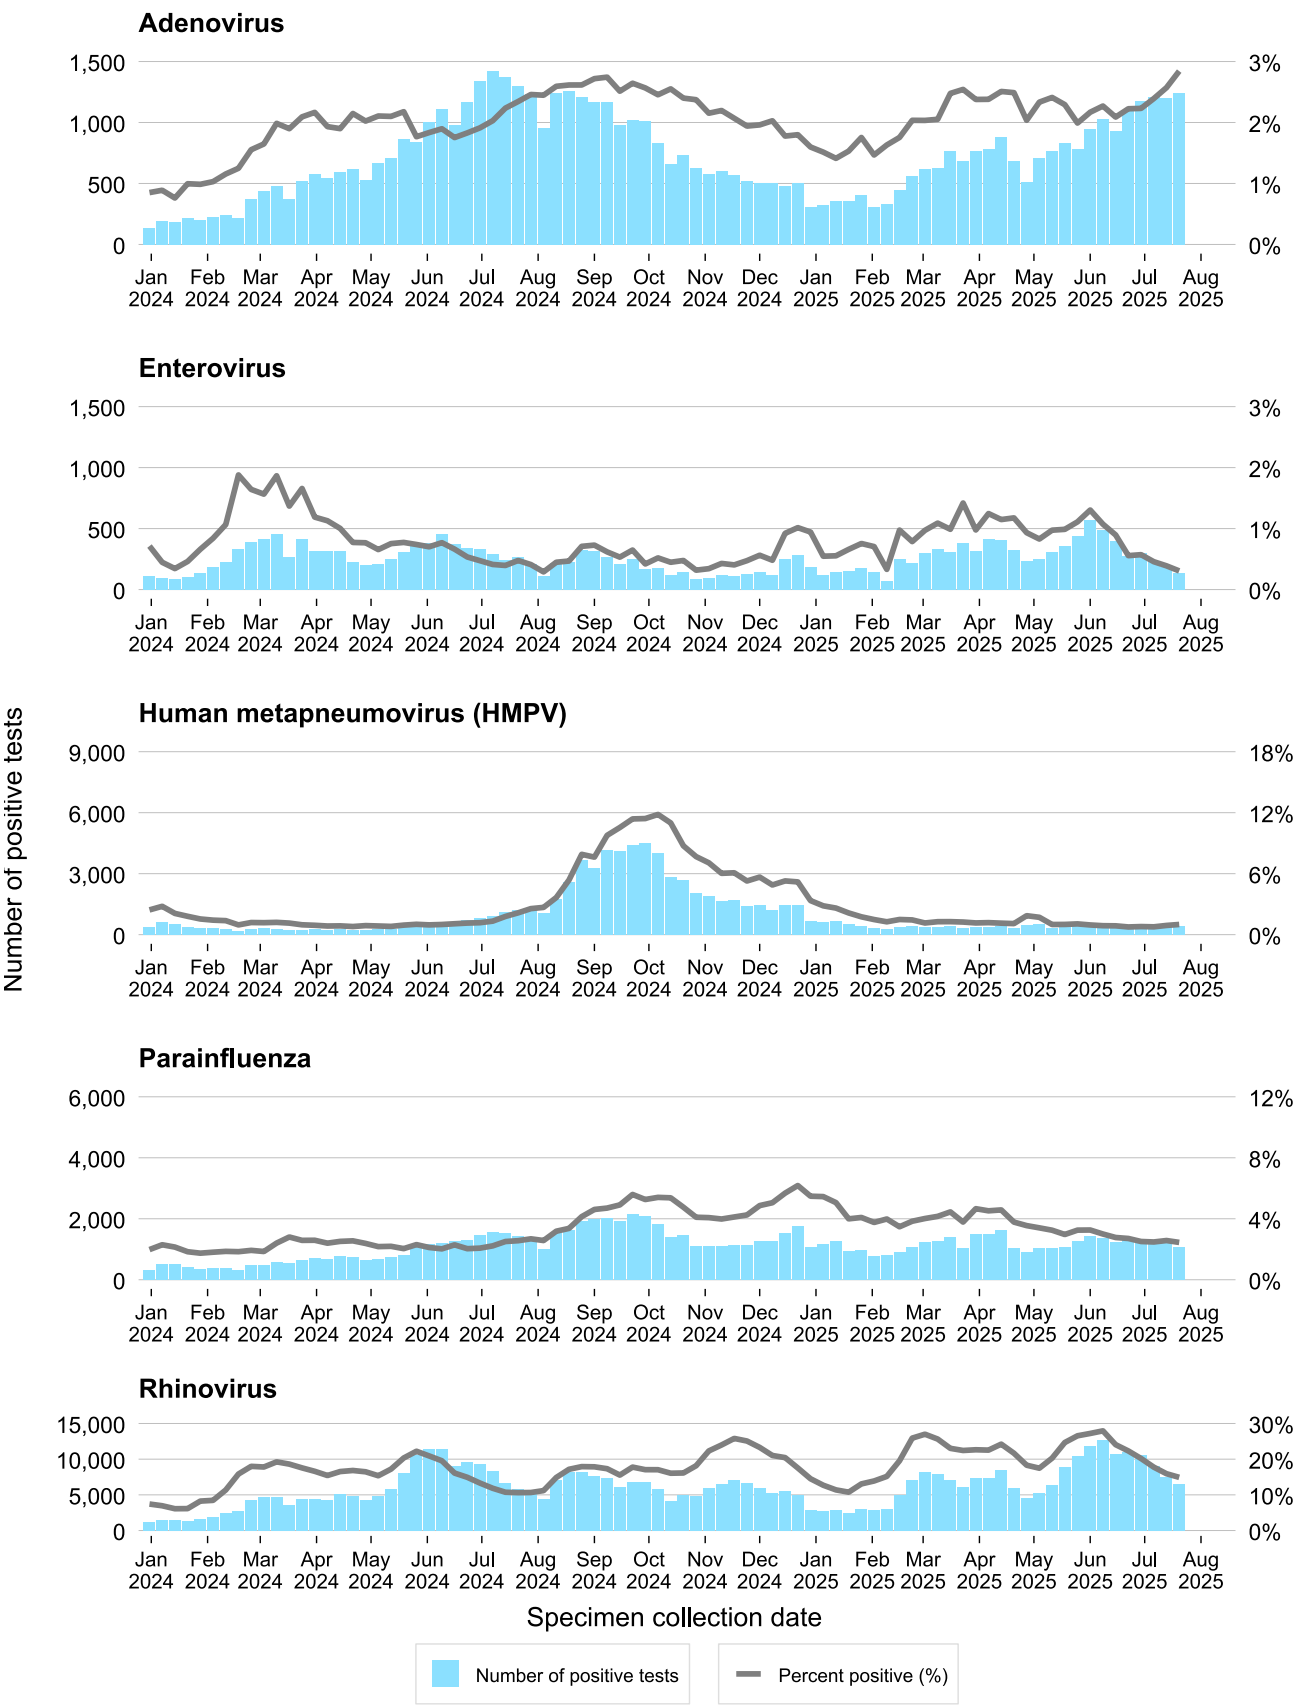 Adenovirus
1,500 3%
1,000 2%
500 1%
0 0%
Jan Feb Mar Apr May Jun Jul Aug Sep Oct Nov Dec Jan Feb Mar Apr May Jun Jul Aug
2024 2024 2024 2024 2024 2024 2024 2024 2024 2024 2024 2024 2025 2025 2025 2025 2025 2025 2025 2025
Enterovirus
1,500 3%
1,000 2%
500 1%
0 0%
Jan Feb Mar Apr May Jun Jul Aug Sep Oct Nov Dec Jan Feb Mar Apr May Jun Jul Aug
2024 2024 2024 2024 2024 2024 2024 2024 2024 2024 2024 2024 2025 2025 2025 2025 2025 2025 2025 2025
Number of positive tests
Human metapneumovirus (HMPV)
9,000 18%
6,000 12%
3,000 6%
0 0%
Jan Feb Mar Apr May Jun Jul Aug Sep Oct Nov Dec Jan Feb Mar Apr May Jun Jul Aug
2024 2024 2024 2024 2024 2024 2024 2024 2024 2024 2024 2024 2025 2025 2025 2025 2025 2025 2025 2025
Parainfluenza
6,000 12%
4,000 8%
2,000 4%
0 0%
Jan Feb Mar Apr May Jun Jul Aug Sep Oct Nov Dec Jan Feb Mar Apr May Jun Jul Aug
2024 2024 2024 2024 2024 2024 2024 2024 2024 2024 2024 2024 2025 2025 2025 2025 2025 2025 2025 2025
Rhinovirus
15,000 30%
10,000 20%
5,000 10%
0 0%
Jan Feb Mar Apr May Jun Jul Aug Sep Oct Nov Dec Jan Feb Mar Apr May Jun Jul Aug
2024 2024 2024 2024 2024 2024 2024 2024 2024 2024 2024 2024 2025 2025 2025 2025 2025 2025 2025 2025
Specimen collection date
Number of positive tests Percent positive (%)